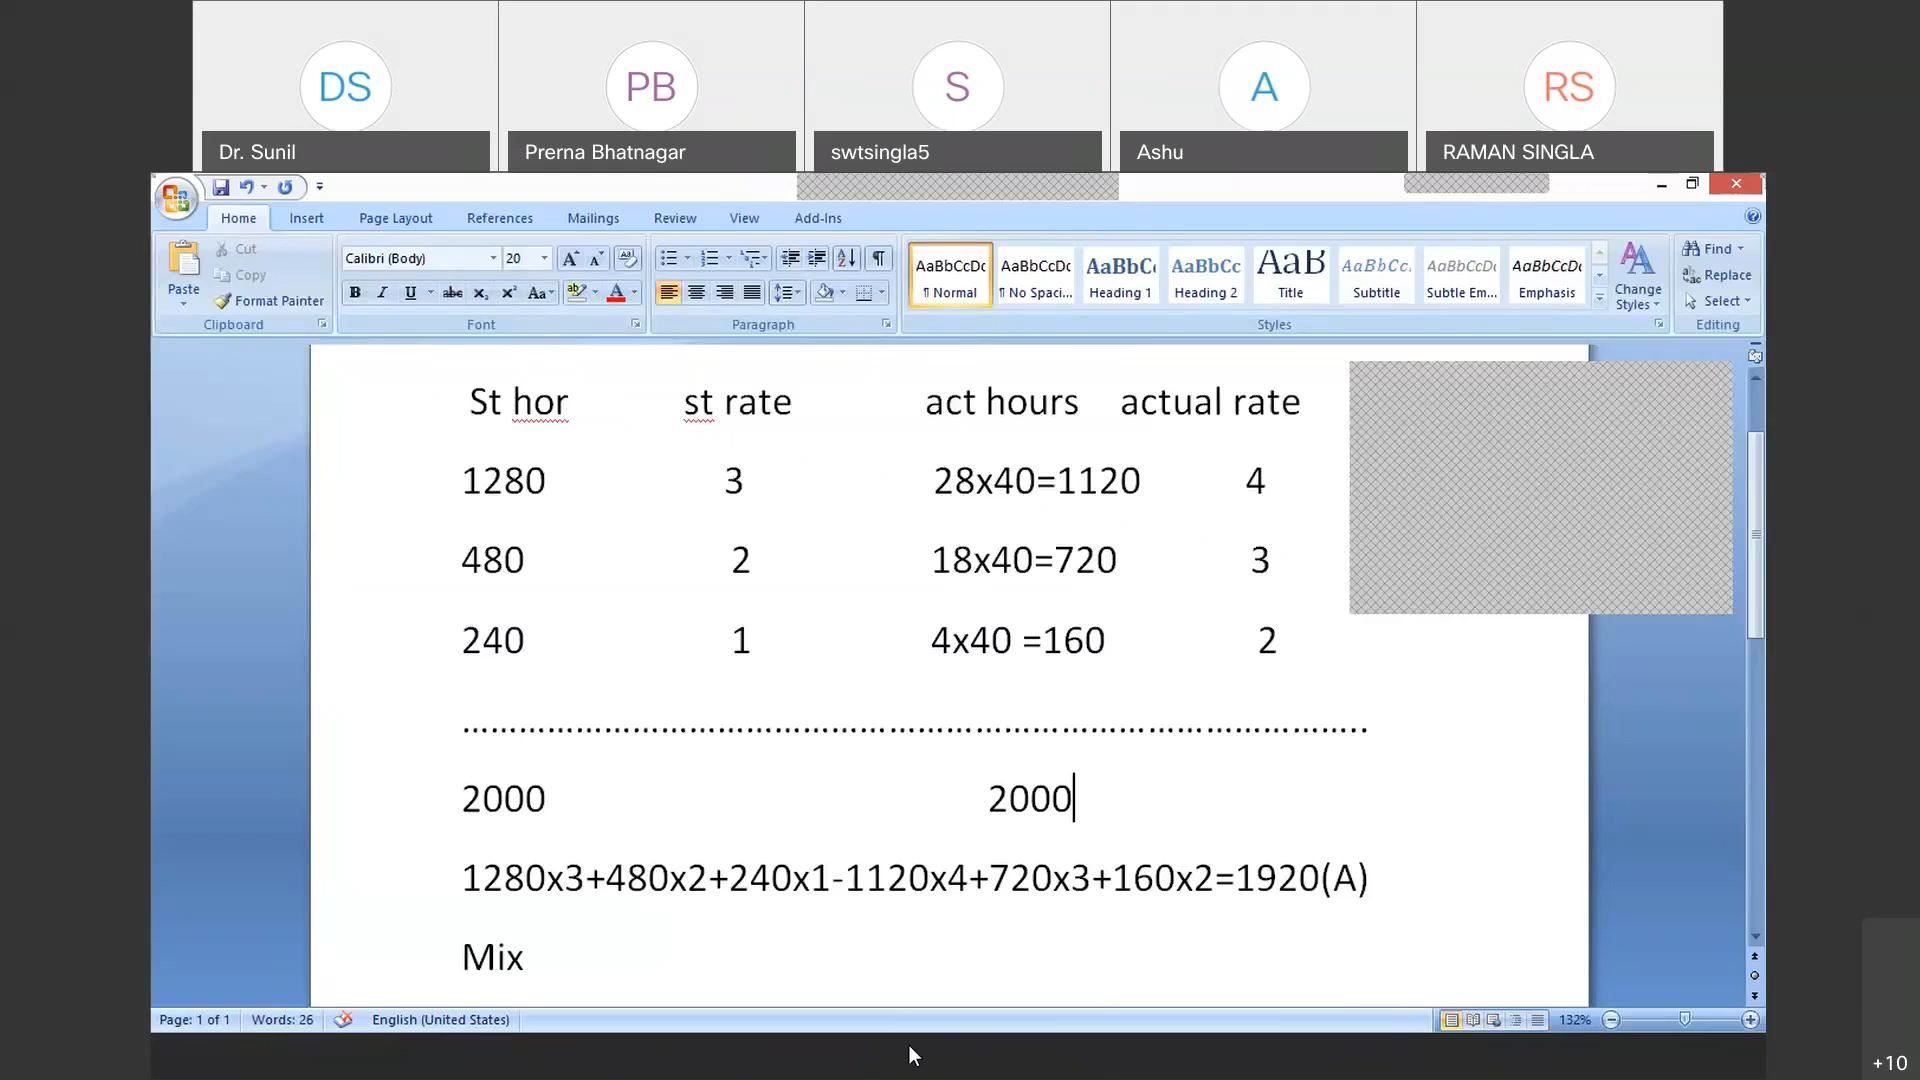 DS PB S A RS
Dr. Sunil Prerna Bhatnagar swtsingla5 Ashu RAMAN SINGLA
Home Insert Page Layout References Mailings Review View Add-Ins
Paste Cut Copy Format Painter
Calibri (Body) 20
B I U abc x₂ x² Aa A
AaBbCcDc AaBbCcDc AaBbC AaBbCc AaB AaBbCc. AaBbCcDc AaBbCcDc
¶ Normal ¶ No Spaci... Heading 1 Heading 2 Title Subtitle Subtle Em... Emphasis
Change Styles
Find Replace Select
Clipboard Font Paragraph Styles Editing
St hor st rate act hours actual rate
1280 3 28x40=1120 4
480 2 18x40=720 3
240 1 4x40 =160 2
........................................................................................
2000 2000
1280x3+480x2+240x1-1120x4+720x3+160x2=1920(A)
Mix
Page: 1 of 1 Words: 26 English (United States) 132%
+10